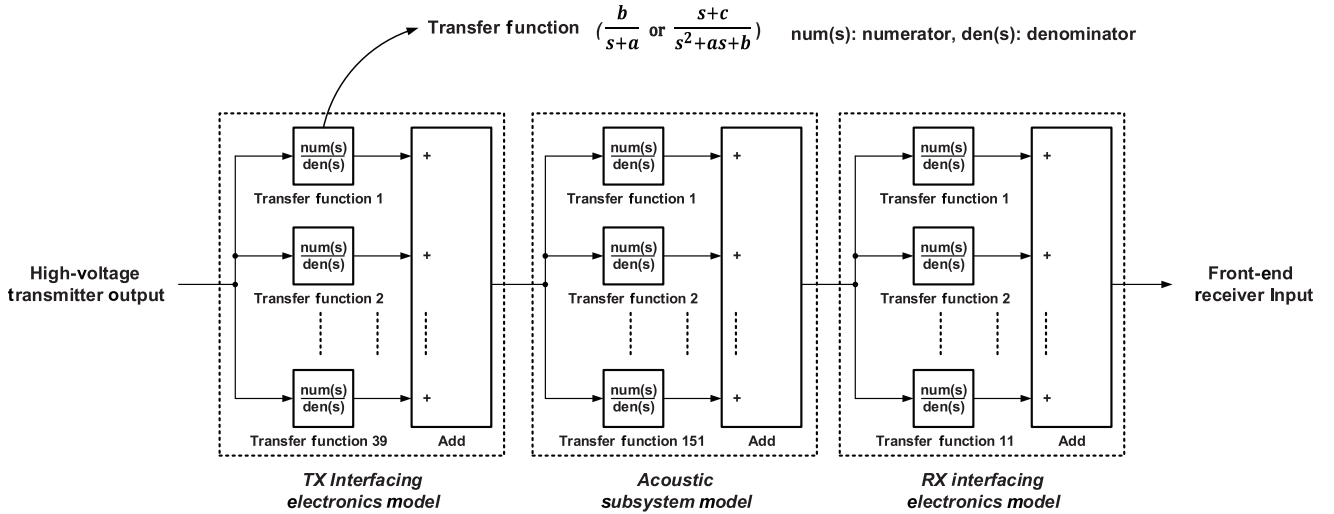 Transfer function ( b/s+a or s+c/s²+as+b ) num(s): numerator, den(s): denominator
num(s)
den(s)
+
Transfer function 1
num(s)
den(s)
+
Transfer function 2
num(s)
den(s)
+
Transfer function 39
Add
num(s)
den(s)
+
Transfer function 1
num(s)
den(s)
+
Transfer function 2
num(s)
den(s)
+
Transfer function 151
Add
num(s)
den(s)
+
Transfer function 1
num(s)
den(s)
+
Transfer function 2
num(s)
den(s)
+
Transfer function 11
Add
High-voltage
transmitter output
Front-end
receiver Input
TX Interfacing
electronics model
Acoustic
subsystem model
RX interfacing
electronics model